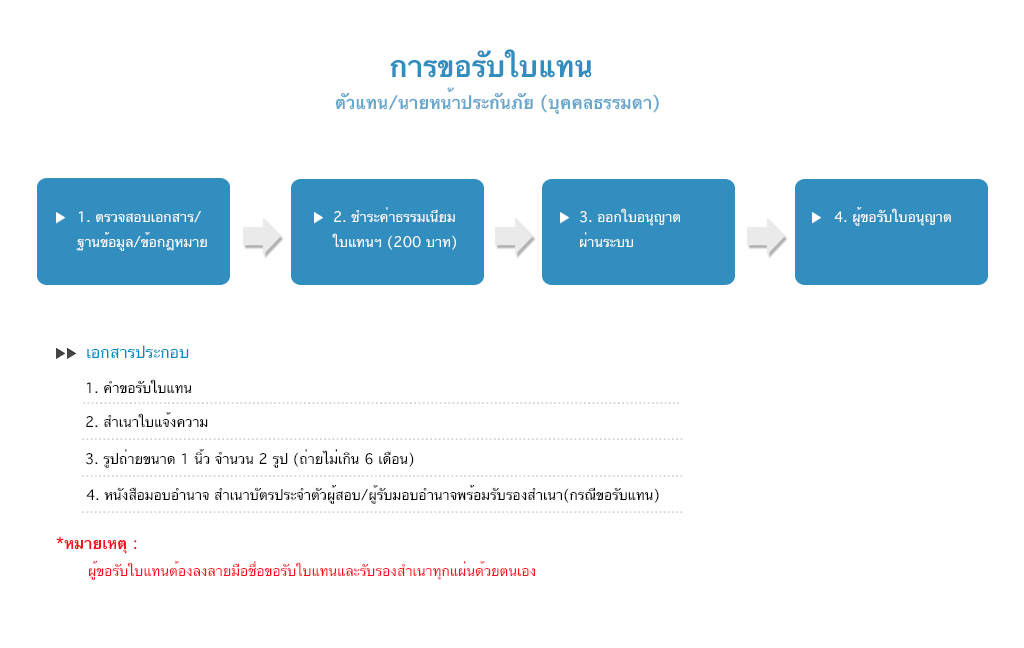 การขอรับใบแทน
ตัวแทน/นายหน้าประกันภัย (บุคคลธรรมดา)
1. ตรวจสอบเอกสาร/
ฐานข้อมูล/ข้อกฎหมาย
2. ชำระค่าธรรมเนียม
ใบแทนฯ (200 บาท)
3. ออกใบอนุญาต
ผ่านระบบ
4. ผู้ขอรับใบอนุญาต
เอกสารประกอบ
1. คำขอรับใบแทน
2. สำเนาใบแจ้งความ
3. รูปถ่ายขนาด 1 นิ้ว จำนวน 2 รูป (ถ่ายไม่เกิน 6 เดือน)
4. หนังสือมอบอำนาจ สำเนาบัตรประจำตัวผู้สอบ/ผู้รับมอบอำนาจพร้อมรับรองสำเนา(กรณีขอรับแทน)
*หมายเหตุ :
ผู้ขอรับใบแทนต้องลงลายมือชื่อขอรับใบแทนและรับรองสำเนาทุกแผ่นด้วยตนเอง